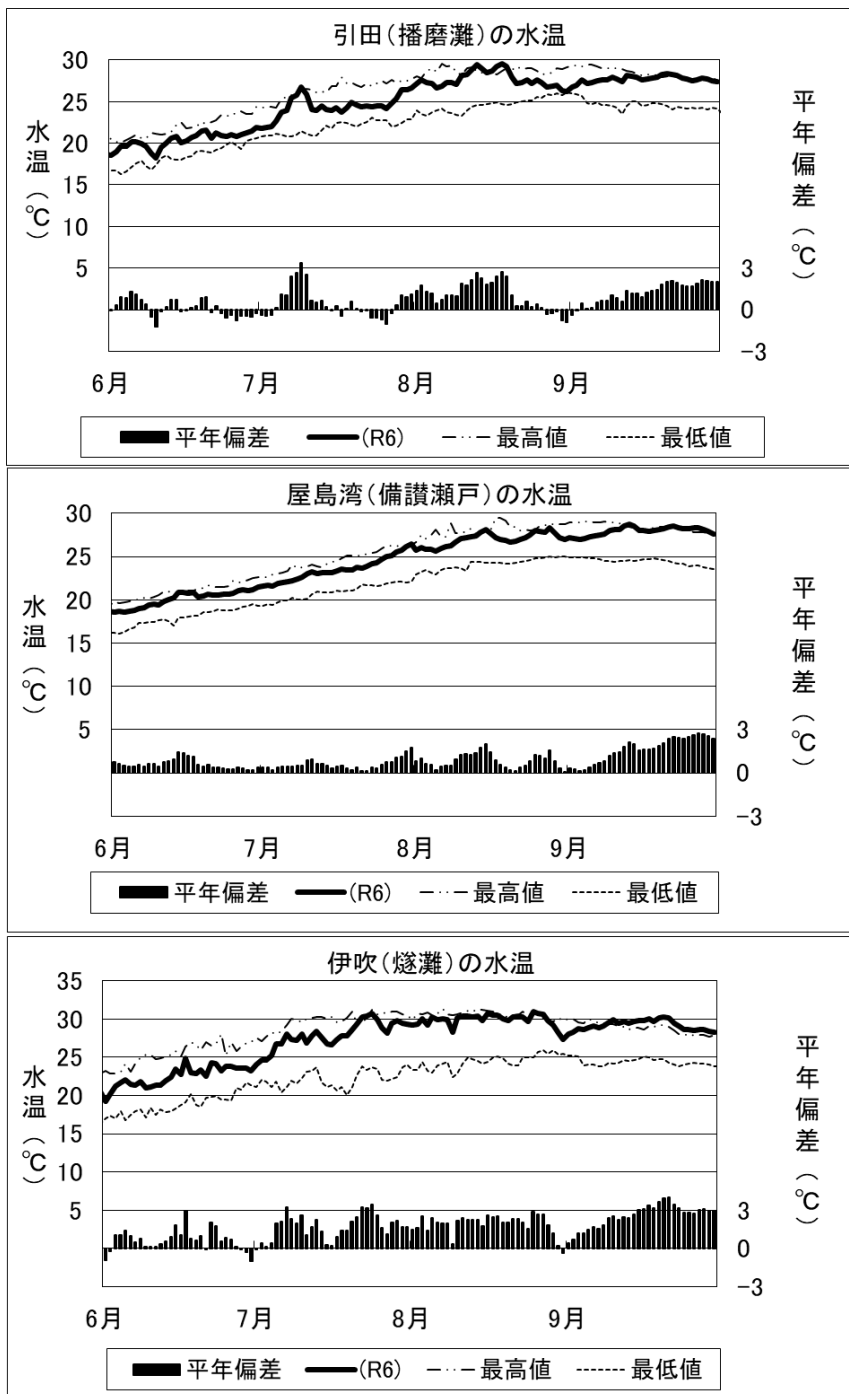 引田(播磨灘)の水温
30
25
20
15
10
5
水温(℃)
平年偏差(℃)
3
0
-3
6月 7月 8月 9月
平年偏差 (R6) 最高値 最低値
屋島湾(備讃瀬戸)の水温
30
25
20
15
10
5
水温(℃)
平年偏差(℃)
3
0
-3
6月 7月 8月 9月
平年偏差 (R6) 最高値 最低値
伊吹(燧灘)の水温
35
30
25
20
15
10
5
水温(℃)
平年偏差(℃)
3
0
-3
6月 7月 8月 9月
平年偏差 (R6) 最高値 最低値